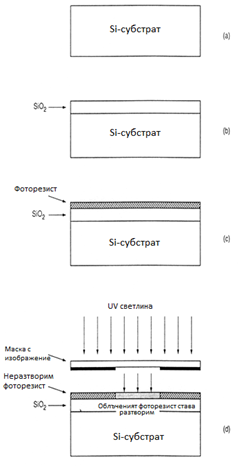 Si-субстрат
(a)
SiO2
Si-субстрат
(b)
Фоторезист
SiO2
Si-субстрат
(c)
UV светлина
Маска с
изображение
Неразтворим
фоторезист
SiO2
Облъченият фоторезист става
разтворим
Si-субстрат
(d)